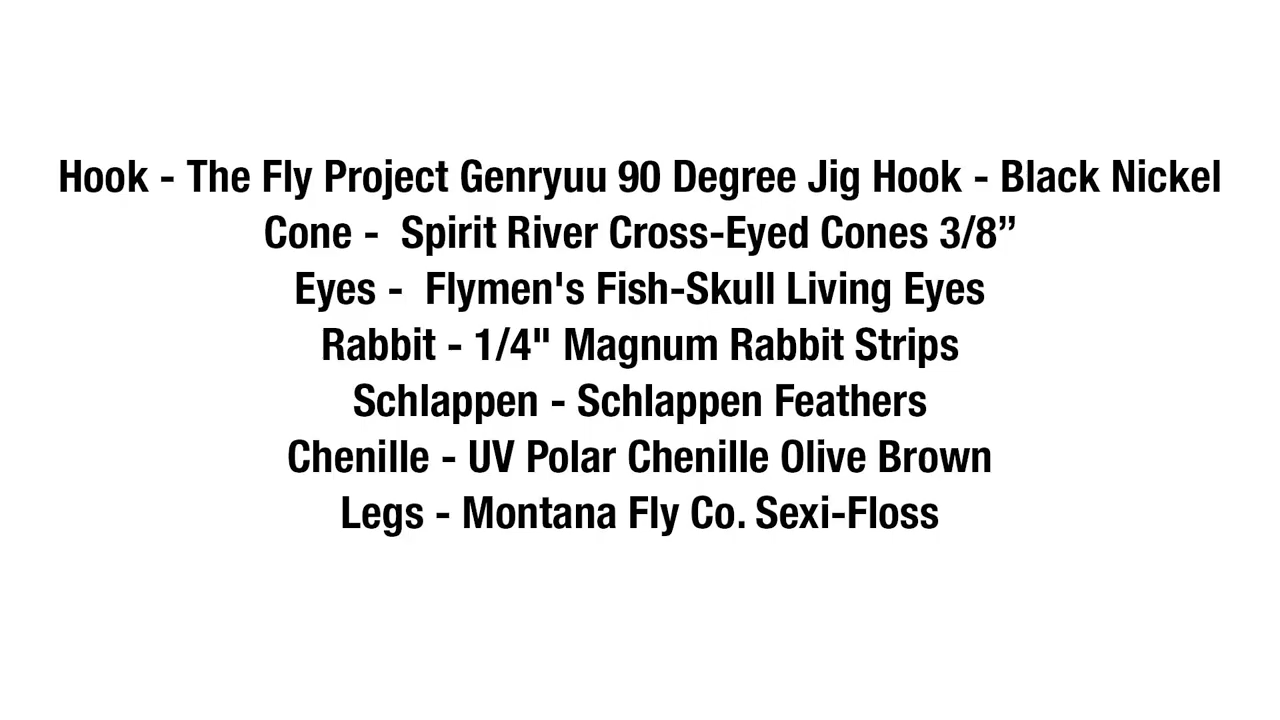 Hook - The Fly Project Genryuu 90 Degree Jig Hook - Black Nickel
Cone -  Spirit River Cross-Eyed Cones 3/8”
Eyes -  Flymen's Fish-Skull Living Eyes
Rabbit - 1/4" Magnum Rabbit Strips
Schlappen - Schlappen Feathers
Chenille - UV Polar Chenille Olive Brown
Legs - Montana Fly Co. Sexi-Floss